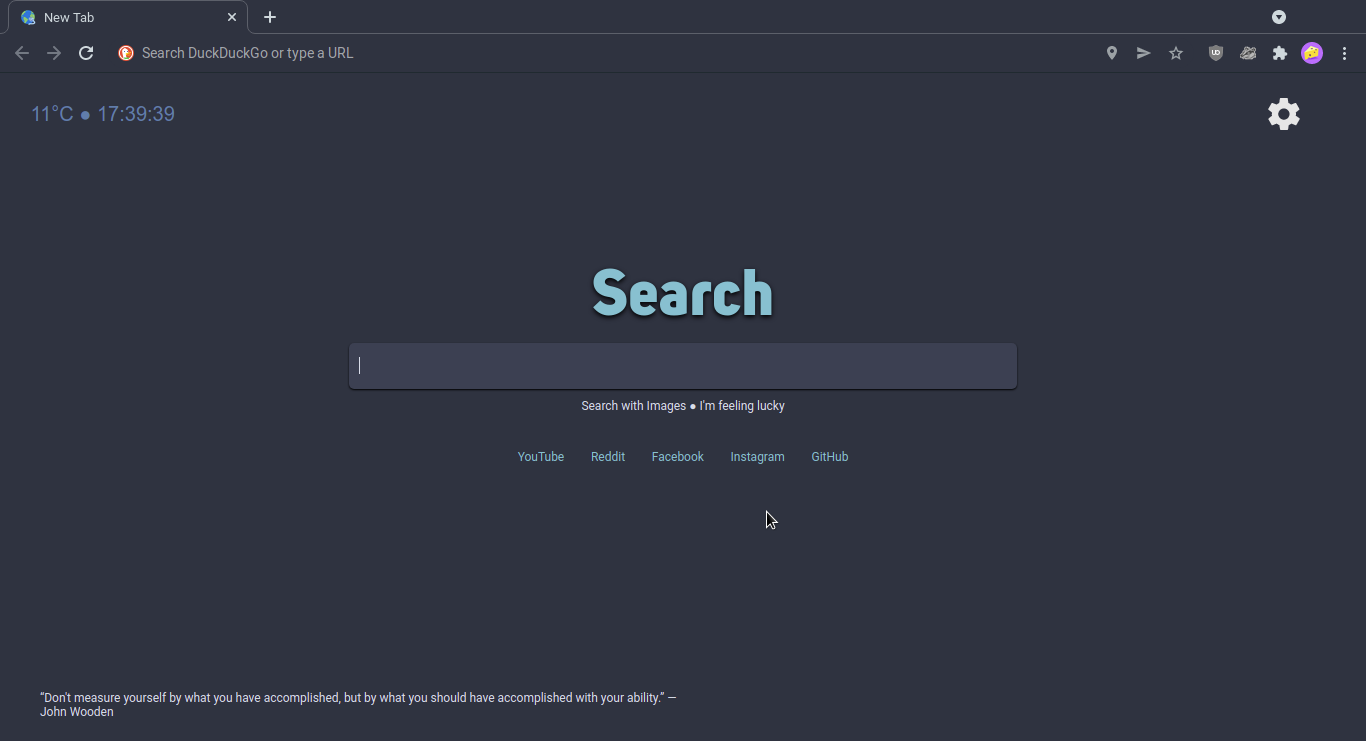 New Tab
Search DuckDuckGo or type a URL
11°C ● 17:39:39
Search
Search with Images ● I'm feeling lucky
YouTube Reddit Facebook Instagram GitHub
“Don't measure yourself by what you have accomplished, but by what you should have accomplished with your ability.” —
John Wooden